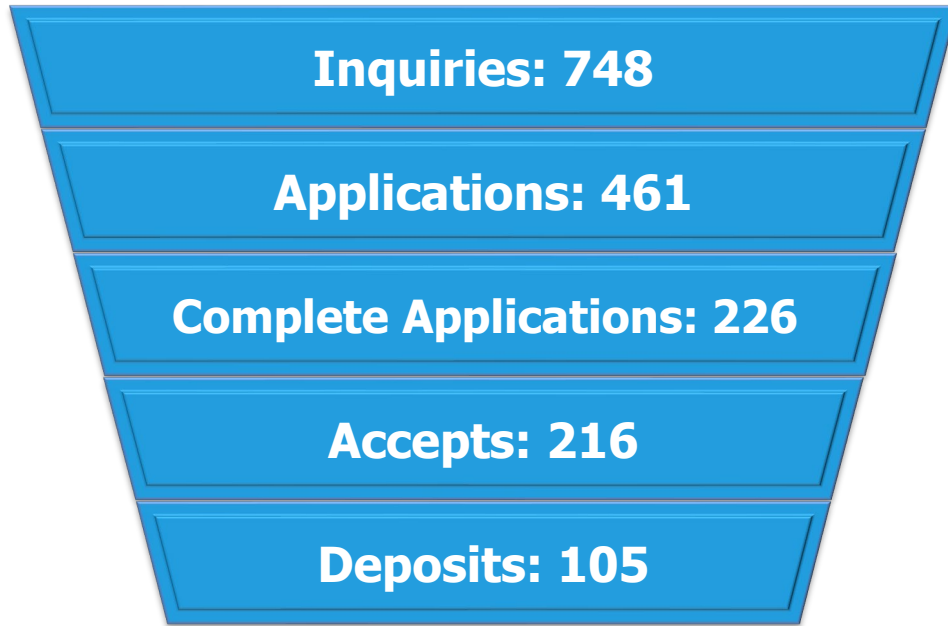 Inquiries: 748
Applications: 461
Complete Applications: 226
Accepts: 216
Deposits: 105